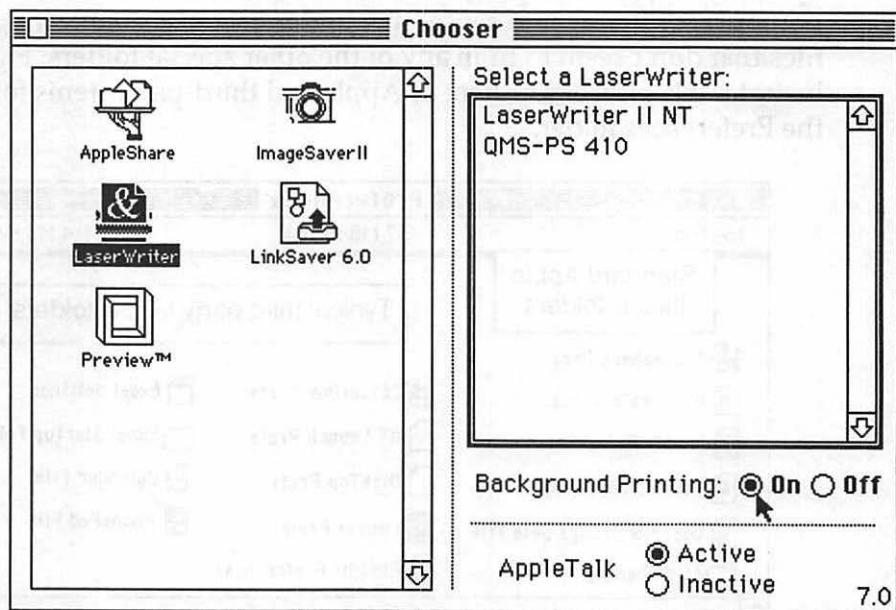 Chooser
AppleShare
ImageSaver II
LaserWriter
LinkSaver 6.0
Preview™
Select a LaserWriter:
LaserWriter II NT
QMS-PS 410
Background Printing: On Off
AppleTalk
Active
Inactive
7.0